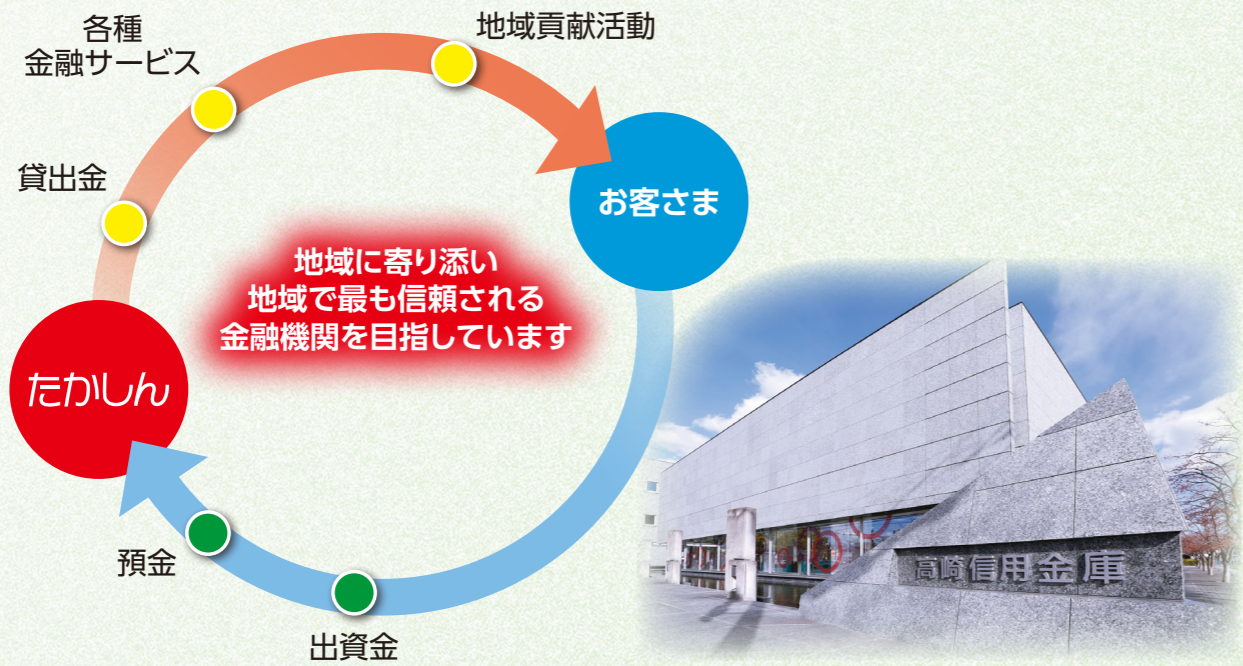 各種
金融サービス
地域貢献活動
貸出金
お客さま
地域に寄り添い
地域で最も信頼される
金融機関を目指しています
たかしん
預金
出資金
高崎信用金庫